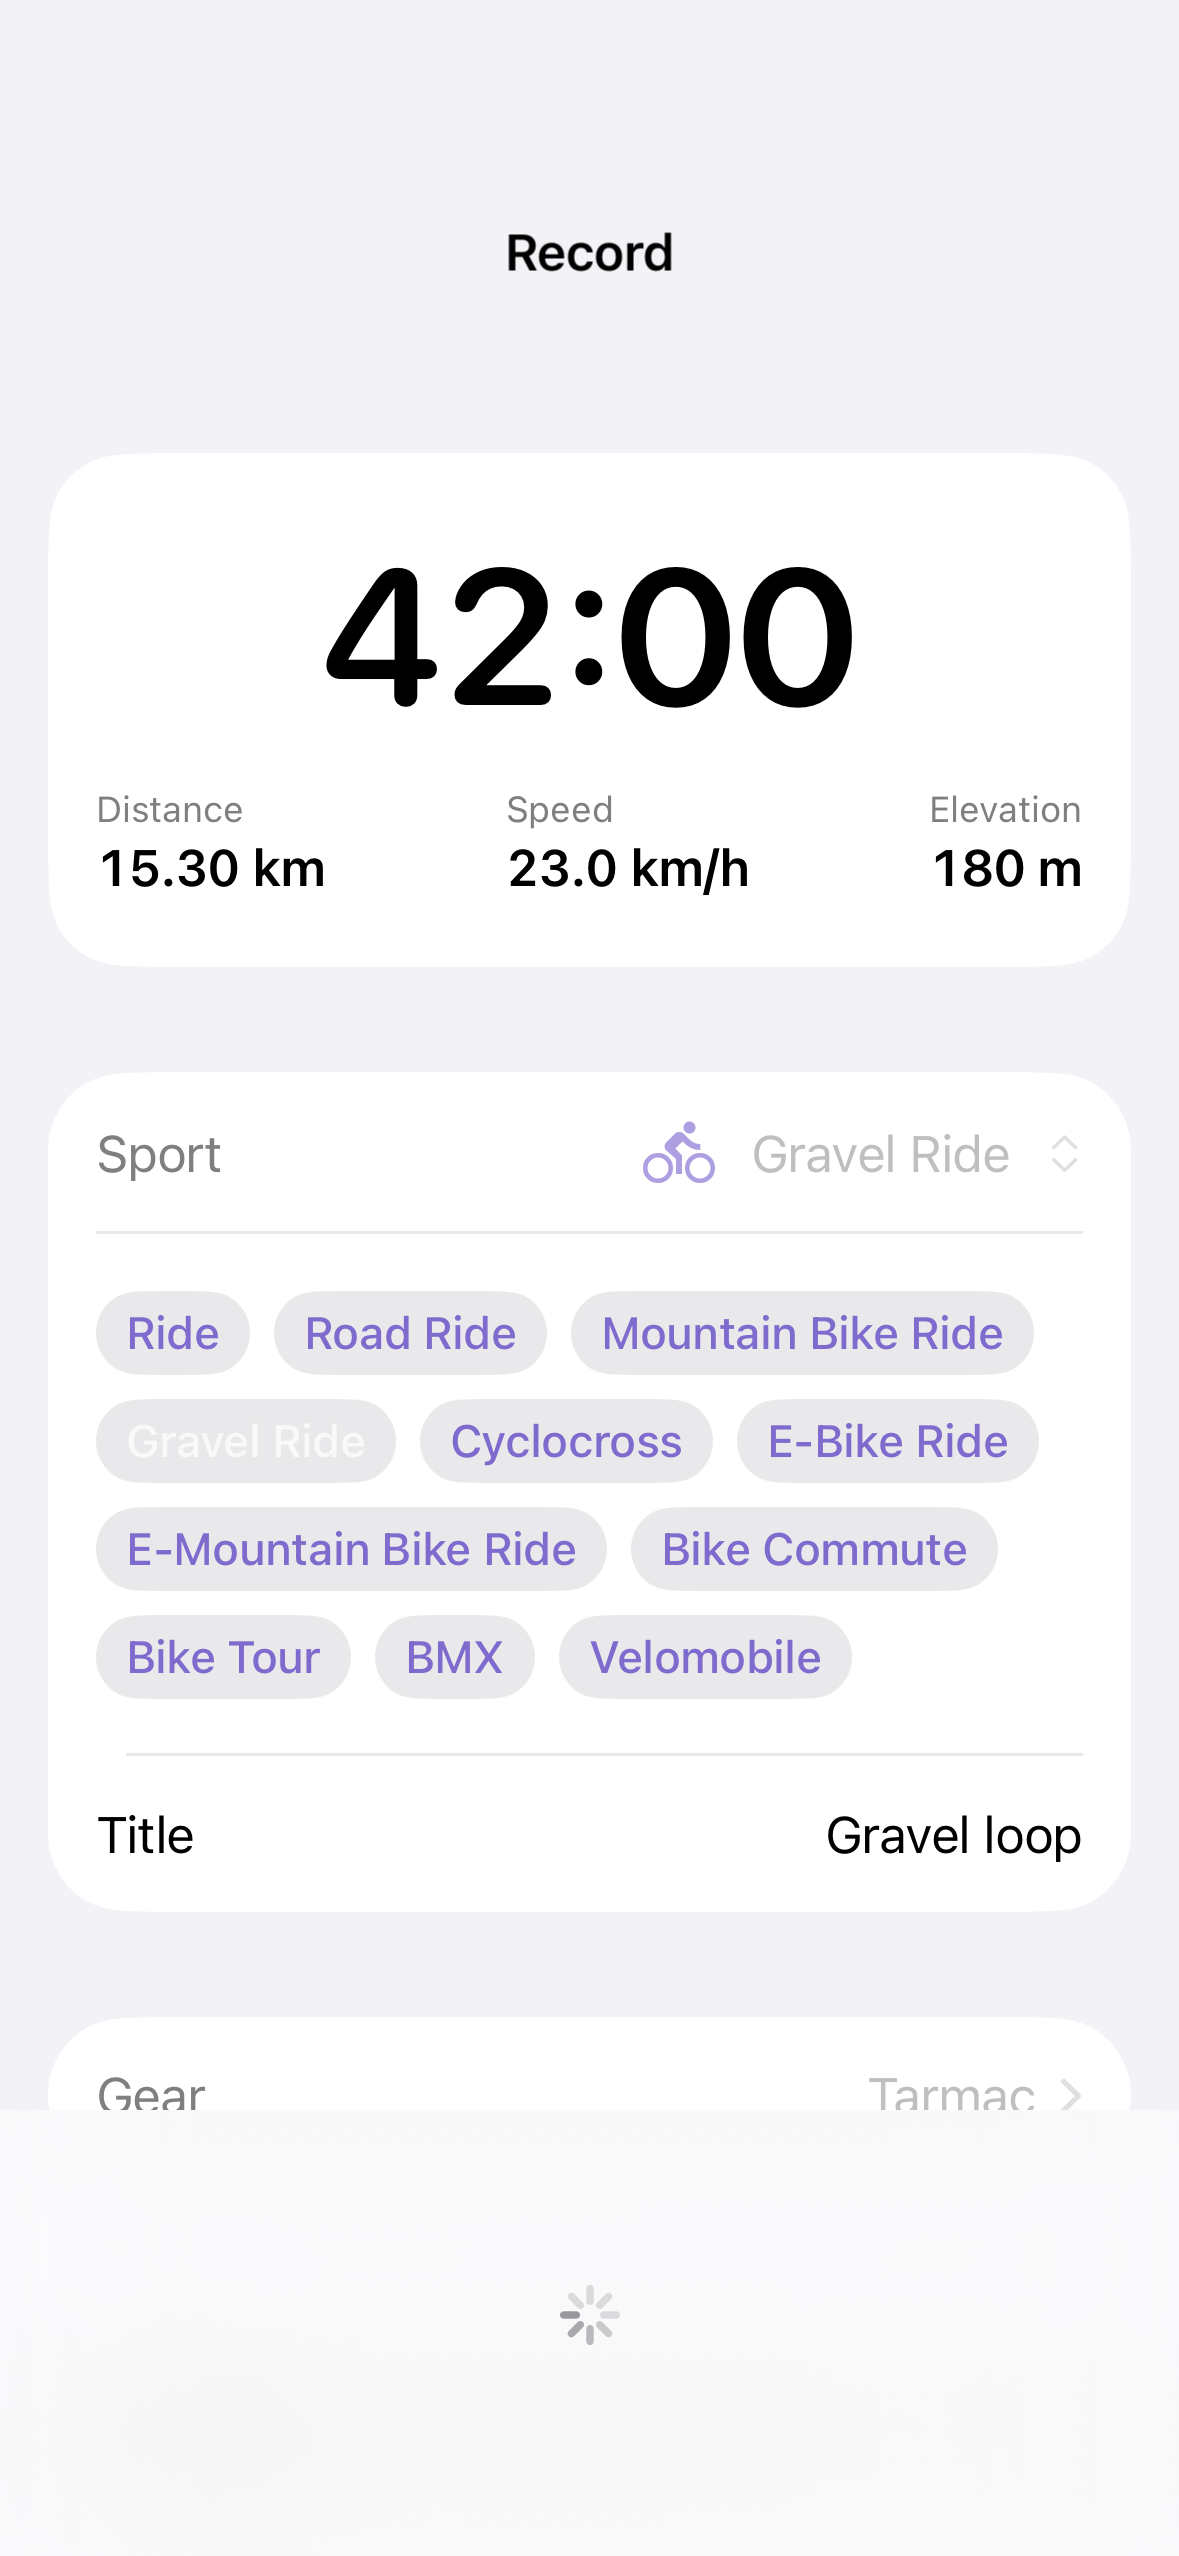 Record
42:00
Distance Speed Elevation
15.30 km 23.0 km/h 180 m
Sport Gravel Ride
Ride Road Ride Mountain Bike Ride
Gravel Ride Cyclocross E-Bike Ride
E-Mountain Bike Ride Bike Commute
Bike Tour BMX Velomobile
Title Gravel loop
Gear Tarmac